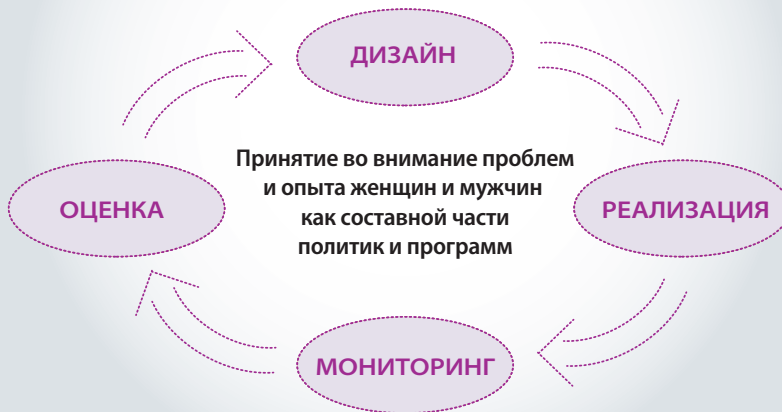 ДИЗАЙН
Принятие во внимание проблем
и опыта женщин и мужчин
как составной части
политик и программ
ОЦЕНКА
РЕАЛИЗАЦИЯ
МОНИТОРИНГ